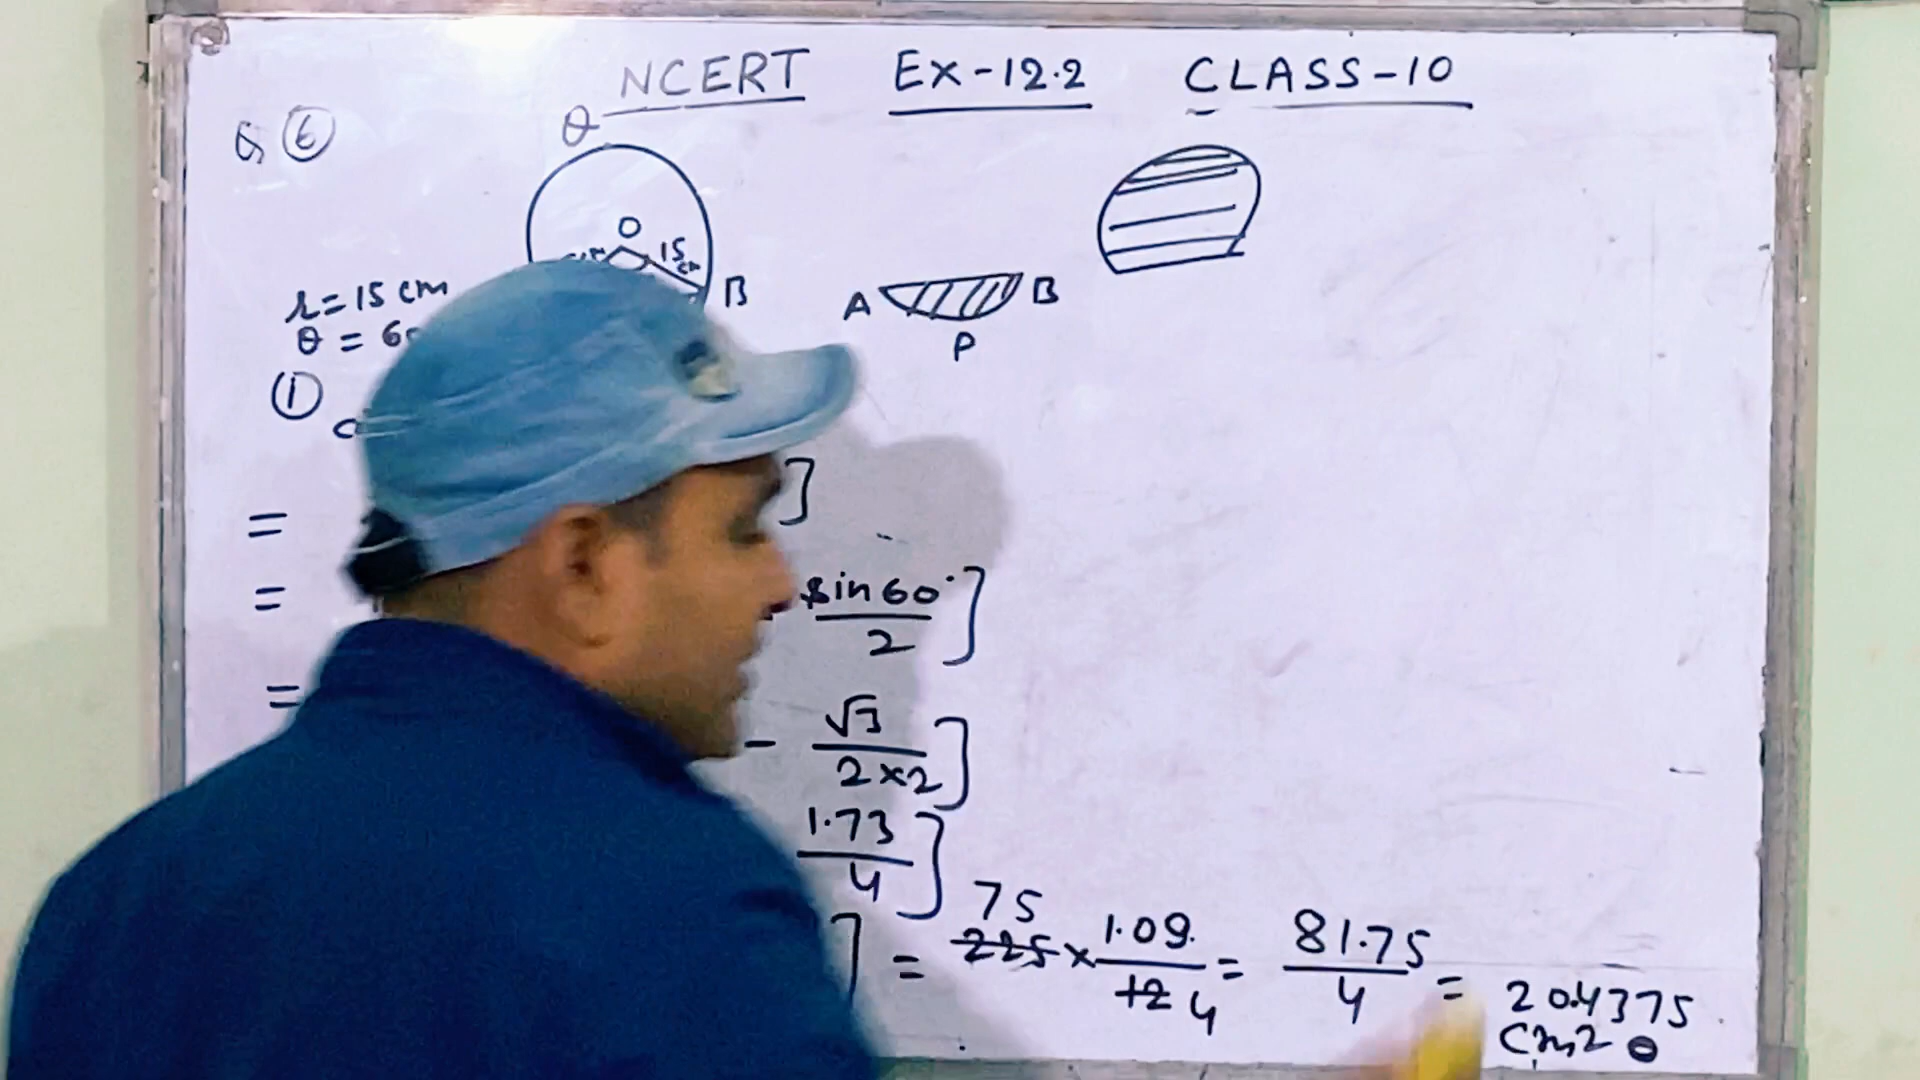 NCERT EX-12.2 CLASS-10
Q 6
θ
O
15 cm
B
r = 15 cm
θ = 60
A B
P
1
]
=
= sin 60° ]
2
=
- √3 ]
2×2
1.73 ]
4
75
] = 225 × 1.09 = 81.75 = 20.4375
12 4 4
cm2